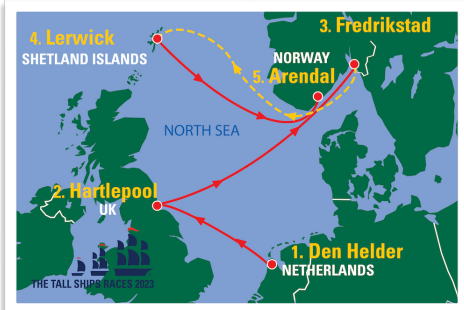 4. Lerwick
SHETLAND ISLANDS
3. Fredrikstad
NORWAY
5. Arendal
NORTH SEA
2. Hartlepool
UK
1. Den Helder
NETHERLANDS
THE TALL SHIPS RACES 2023